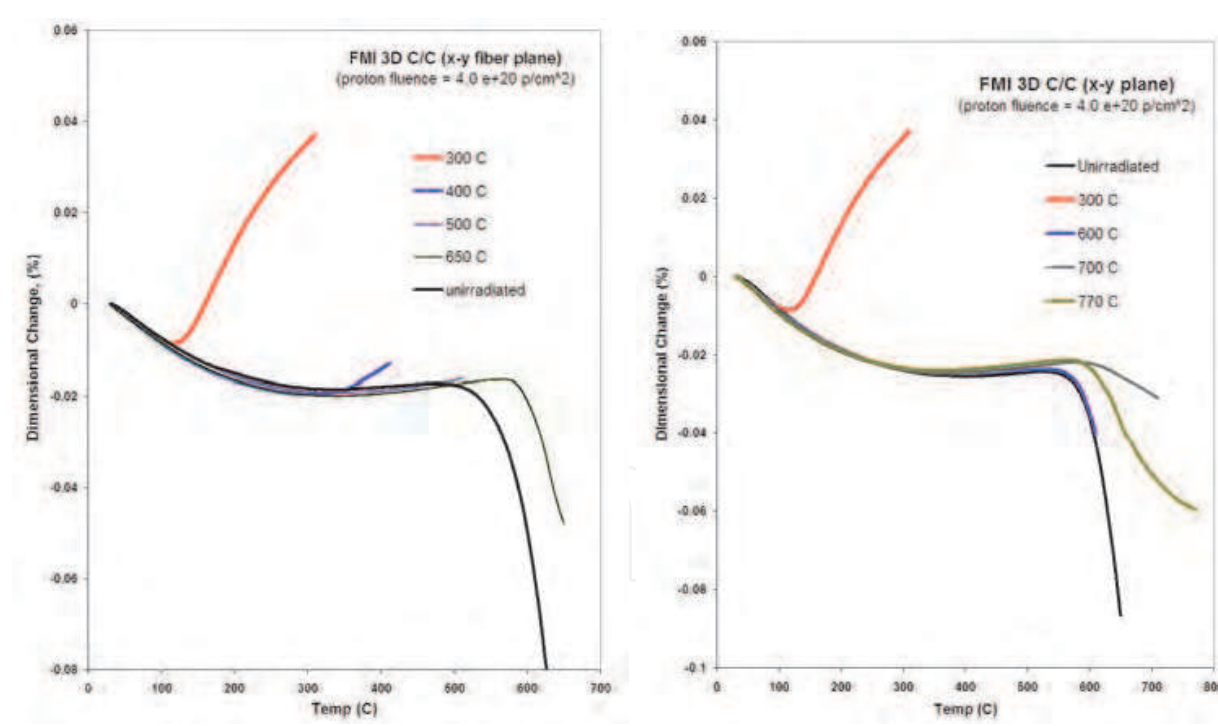 FMI 3D C/C (x-y fiber plane)
(proton fluence = 4.0 e+20 p/cm^2)
300 C
400 C
500 C
650 C
unirradiated
Dimensional Change, (%)
0.06
0.04
0.02
0
-0.02
-0.04
-0.06
-0.08
0 100 200 300 400 500 600 700
Temp (C)
FMI 3D C/C (x-y plane)
(proton fluence = 4.0 e+20 p/cm^2)
Unirradiated
300 C
600 C
700 C
770 C
Dimensional Change (%)
0.06
0.04
0.02
0
-0.02
-0.04
-0.06
-0.08
-0.1
0 100 200 300 400 500 600 700 800
Temp (C)